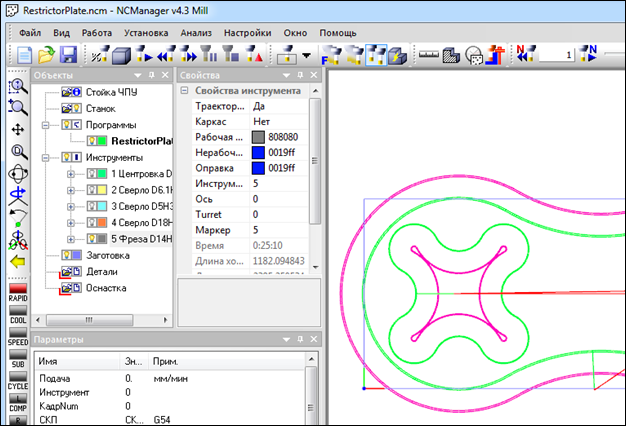 RestrictorPlate.ncm - NCManager v4.3 Mill
Файл Вид Работа Установка Анализ Настройки Окно Помощь
1
N
F
N
Объекты
Стойка ЧПУ
Станок
Программы
RestrictorPlat
Инструменты
1 Центровка D
2 Сверло D6.1H
3 Сверло D5H3
4 Сверло D18H
5 Фреза D14H
Заготовка
Детали
Оснастка
Свойства
Свойства инструмента
Траектор... Да
Каркас Нет
Рабочая ... 808080
Нерабоч... 0019ff
Оправка 0019ff
Инструм... 5
Ось 0
Turret 0
Маркер 5
Время 0:25:10
Длина хо... 1182.094843
RAPID
COOL
SPEED
SUB
CYCLE
L
COMP
R
Параметры
Имя Зн... Прим.
Подача 0. мм/мин
Инструмент 0
КадрNum 0
СКП СК... G54